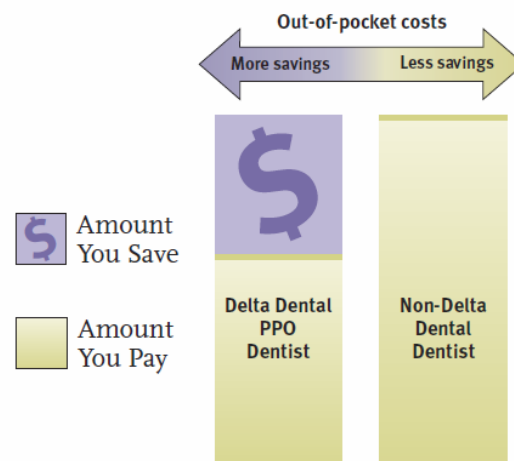 Out-of-pocket costs
More savings
Less savings
$
Amount
You Save
Delta Dental
PPO
Dentist
Non-Delta
Dental
Dentist
$
Amount
You Pay